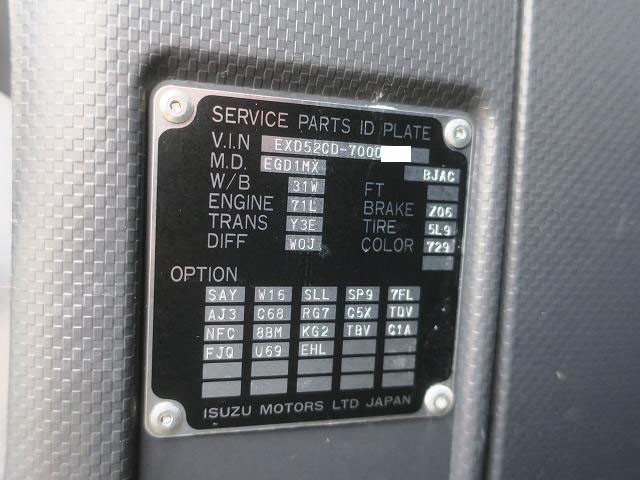 SERVICE PARTS ID PLATE
V.I.N EXD52CD-7000
M.D. EGD1MX BJAC
W/B 31W FT
ENGINE 71L BRAKE Z06
TRANS Y3E TIRE 5L9
DIFF W0J COLOR 729
OPTION
SAY W16 SLL SP9 7FL
AJ3 C68 RG7 C5X TDV
NFC 8BM KG2 TBV C1A
FJQ U69 EHL
ISUZU MOTORS LTD JAPAN